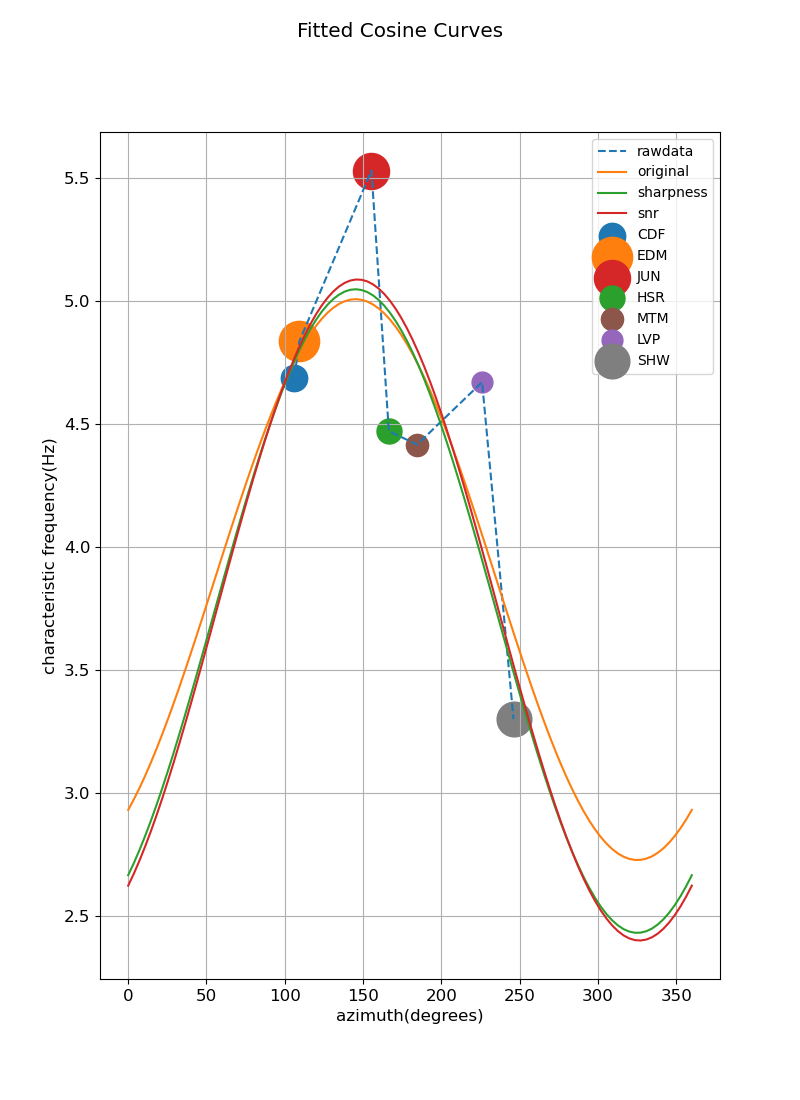 Fitted Cosine Curves
rawdata
original
sharpness
snr
CDF
EDM
JUN
HSR
MTM
LVP
SHW
5.5
5.0
4.5
4.0
3.5
3.0
2.5
characteristic frequency(Hz)
0 50 100 150 200 250 300 350
azimuth(degrees)